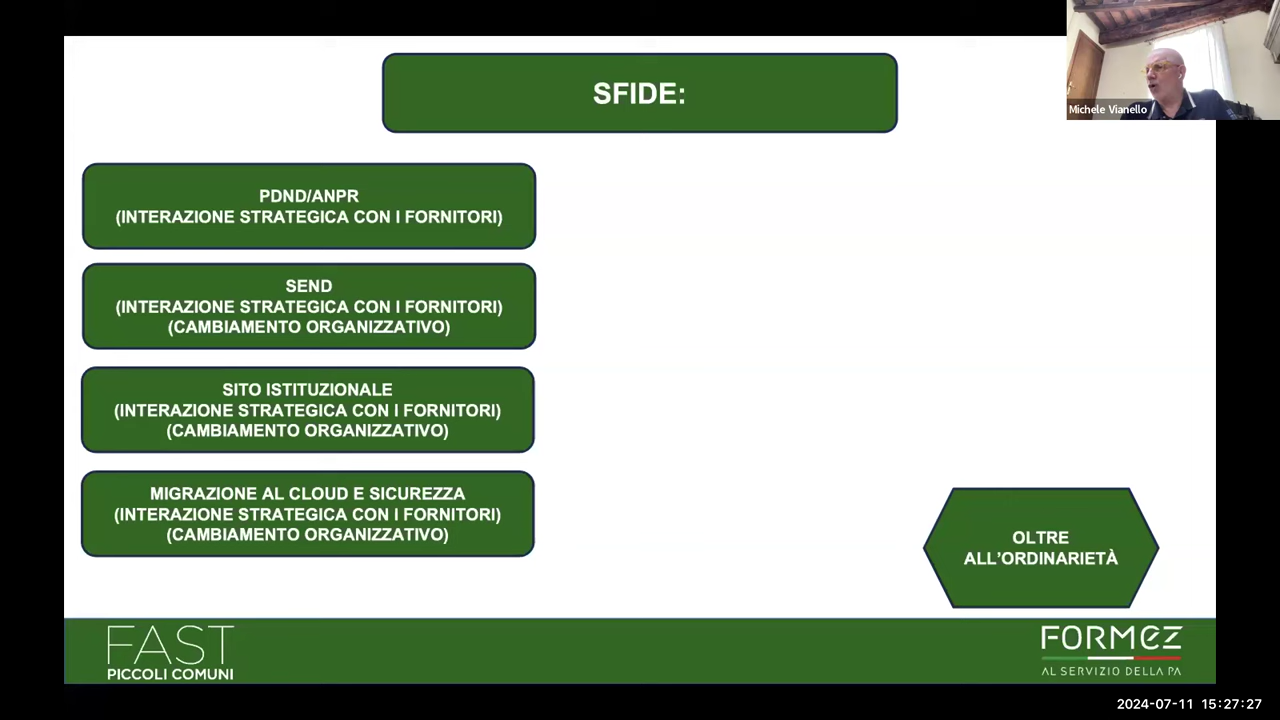 SFIDE:
Michele Vianello
PDND/ANPR
(INTERAZIONE STRATEGICA CON I FORNITORI)
SEND
(INTERAZIONE STRATEGICA CON I FORNITORI)
(CAMBIAMENTO ORGANIZZATIVO)
SITO ISTITUZIONALE
(INTERAZIONE STRATEGICA CON I FORNITORI)
(CAMBIAMENTO ORGANIZZATIVO)
MIGRAZIONE AL CLOUD E SICUREZZA
(INTERAZIONE STRATEGICA CON I FORNITORI)
(CAMBIAMENTO ORGANIZZATIVO)
OLTRE
ALL'ORDINARIETÀ
FAST
PICCOLI COMUNI
FORMEZ
AL SERVIZIO DELLA PA
2024-07-11 15:27:27